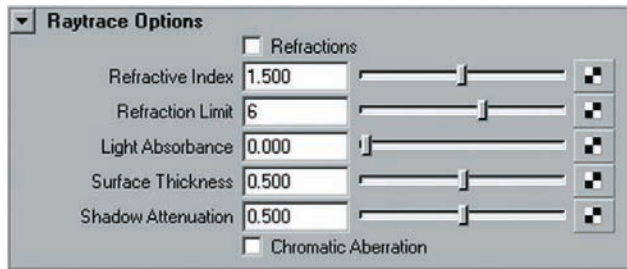 Raytrace Options
Refractions
Refractive Index 1.500
Refraction Limit 6
Light Absorbance 0.000
Surface Thickness 0.500
Shadow Attenuation 0.500
Chromatic Aberration